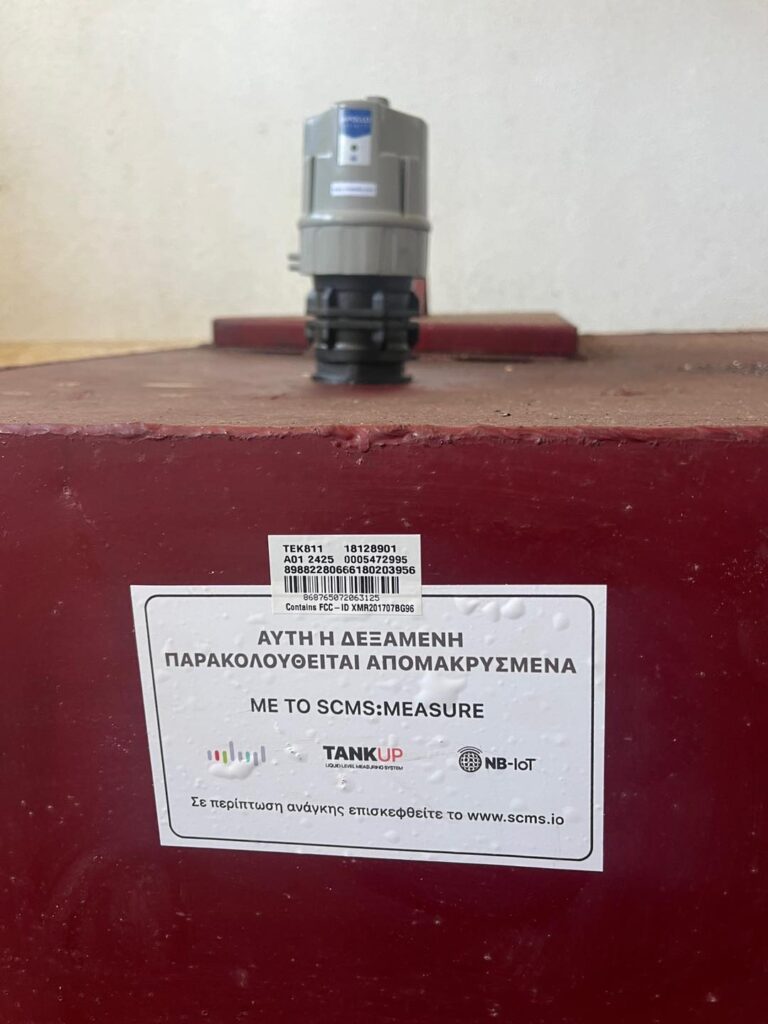 TEK811 18128901
A01 2425 0005472995
89882280666180203956
868765072063125
Contains FCC-ID XMR201707BG96
ΑΥΤΗ Η ΔΕΞΑΜΕΝΗ
ΠΑΡΑΚΟΛΟΥΘΕΙΤΑΙ ΑΠΟΜΑΚΡΥΣΜΕΝΑ
ΜΕ ΤΟ SCMS:MEASURE
TANKUP
LIQUID LEVEL MEASURING SYSTEM
NB-IoT
Σε περίπτωση ανάγκης επισκεφθείτε το www.scms.io